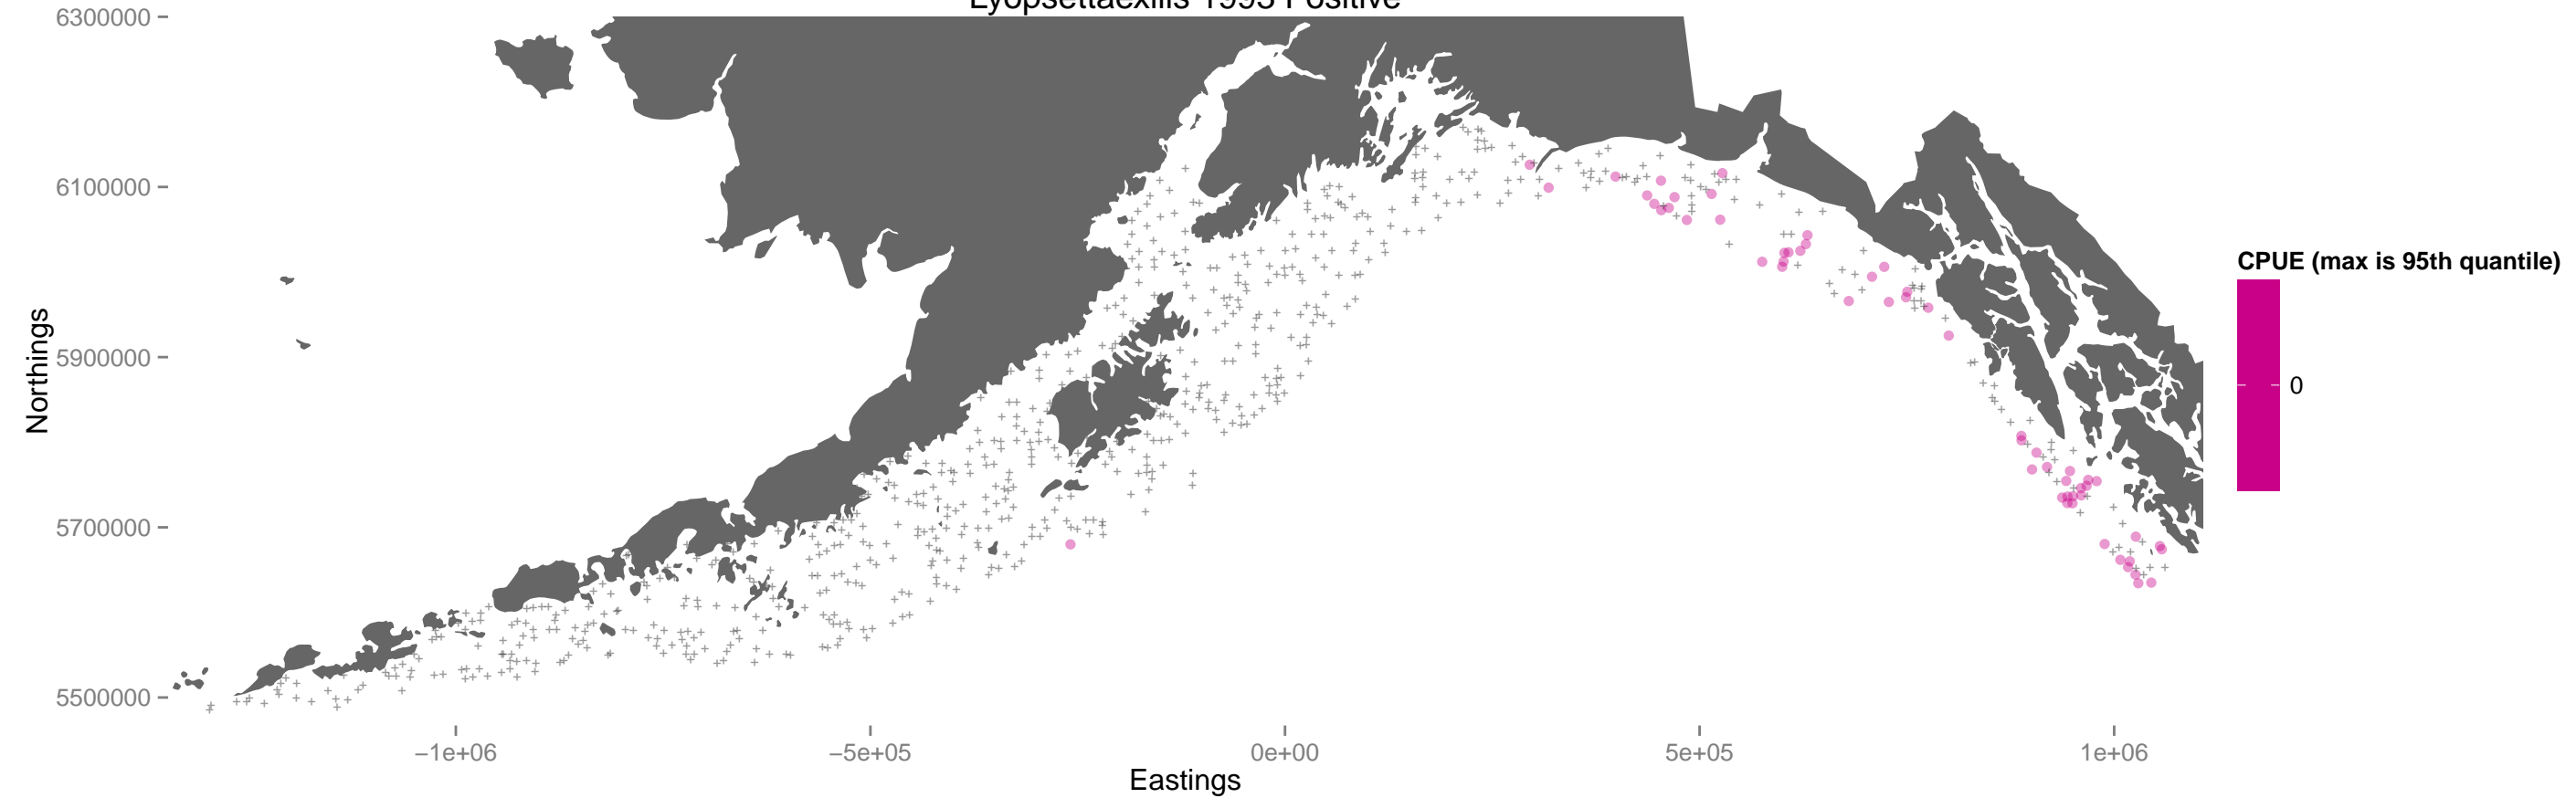 Lyopsettaexilis 1993 Positive
6300000
6100000
5900000
5700000
5500000
Northings
−1e+06
−5e+05
0e+00
5e+05
1e+06
Eastings
CPUE (max is 95th quantile)
0